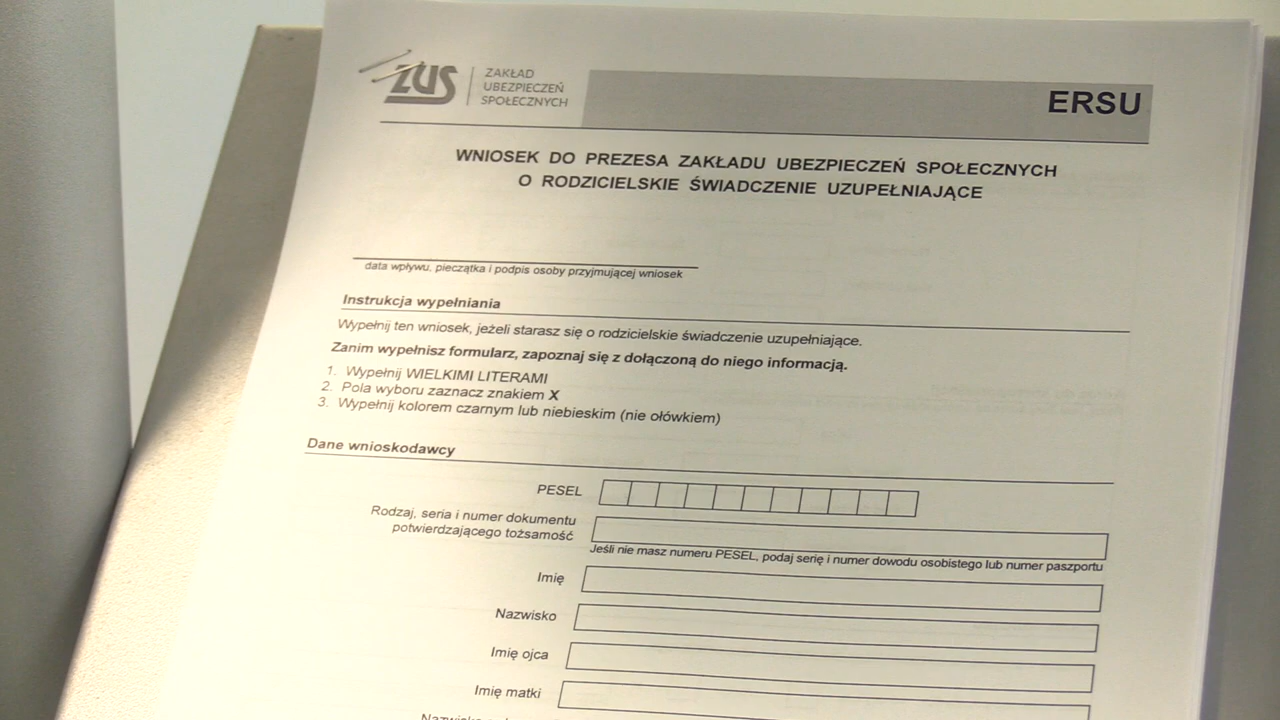 ZUS
ZAKŁAD
UBEZPIECZEŃ
SPOŁECZNYCH
ERSU
WNIOSEK DO PREZESA ZAKŁADU UBEZPIECZEŃ SPOŁECZNYCH
O RODZICIELSKIE ŚWIADCZENIE UZUPEŁNIAJĄCE
data wpływu, pieczątka i podpis osoby przyjmującej wniosek
Instrukcja wypełniania
Wypełnij ten wniosek, jeżeli starasz się o rodzicielskie świadczenie uzupełniające.
Zanim wypełnisz formularz, zapoznaj się z dołączoną do niego informacją.
1. Wypełnij WIELKIMI LITERAMI
2. Pola wyboru zaznacz znakiem X
3. Wypełnij kolorem czarnym lub niebieskim (nie ołówkiem)
Dane wnioskodawcy
PESEL
Rodzaj, seria i numer dokumentu
potwierdzającego tożsamość
Jeśli nie masz numeru PESEL, podaj serię i numer dowodu osobistego lub numer paszportu
Imię
Nazwisko
Imię ojca
Imię matki